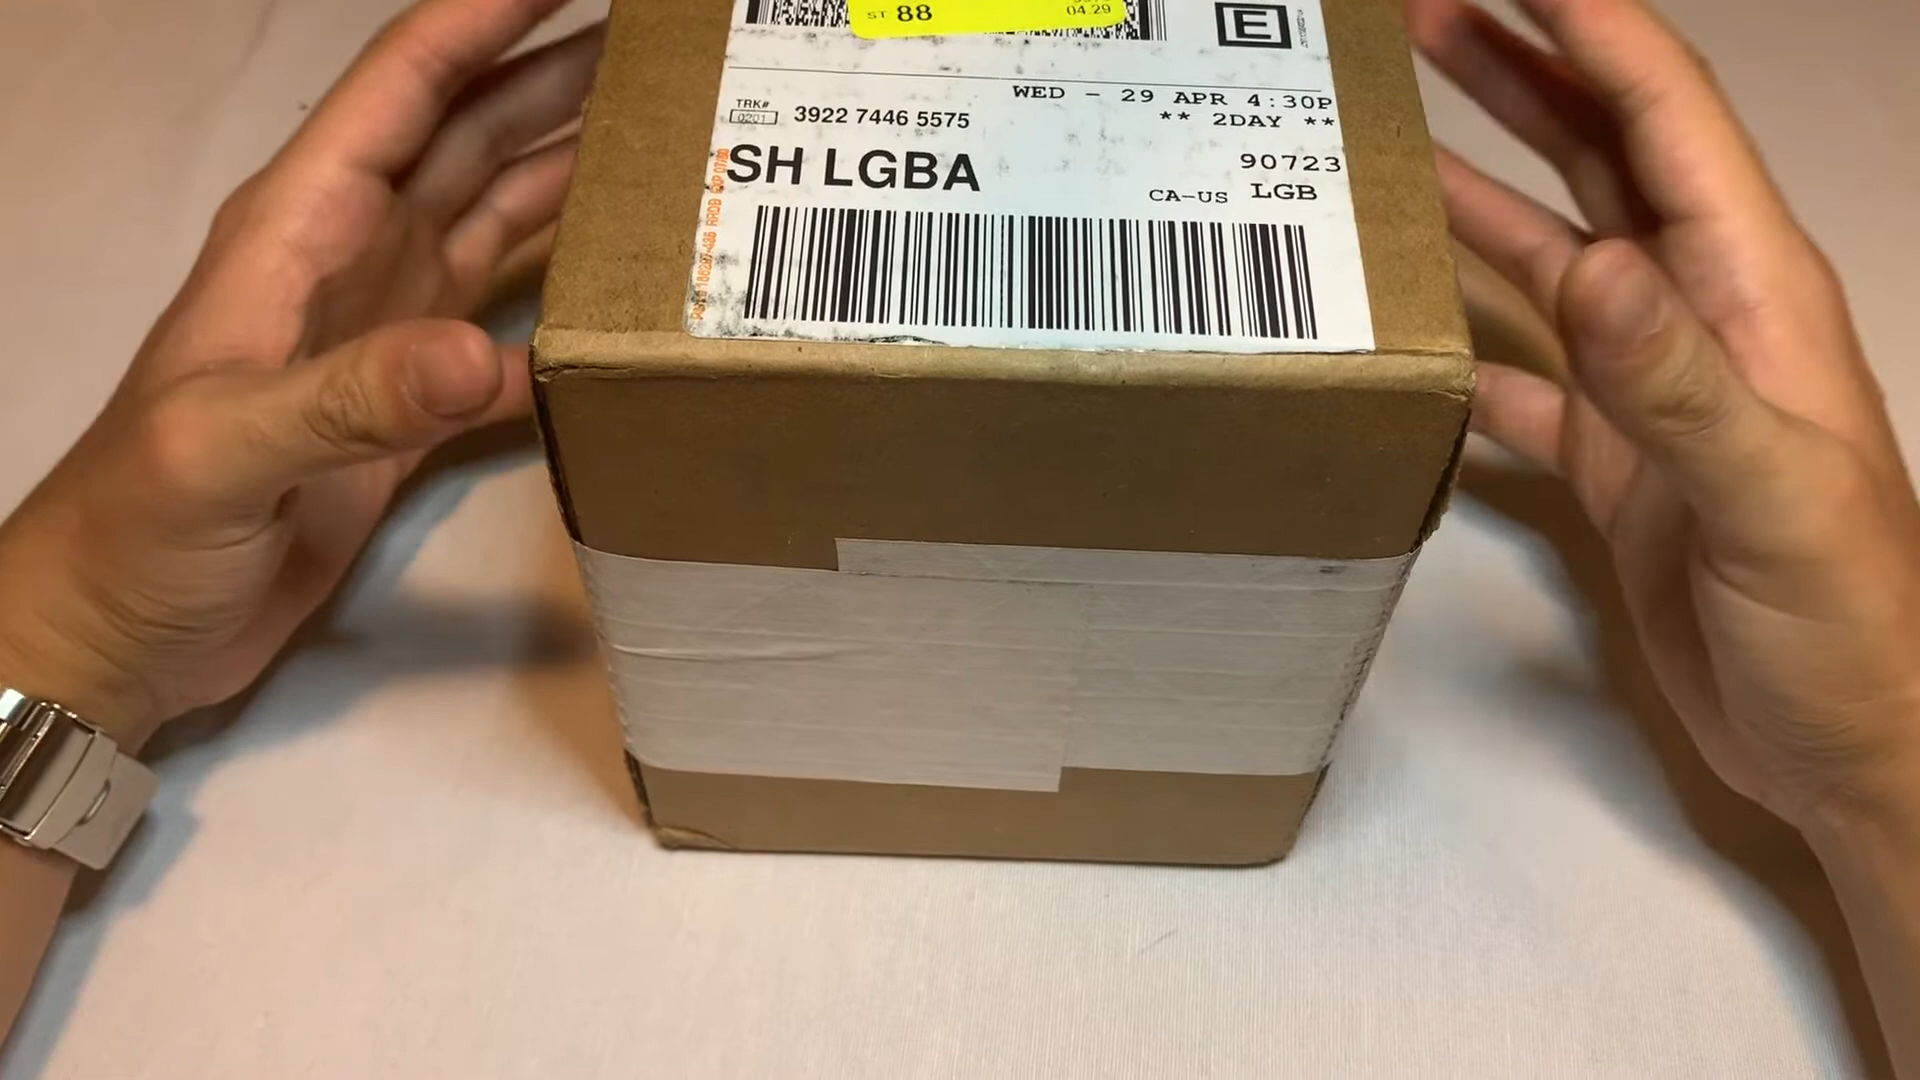 ST 88
04.29
E
WED - 29 APR 4:30P
TRK#
0201
3922 7446 5575
** 2DAY **
SH LGBA
90723
CA-US LGB